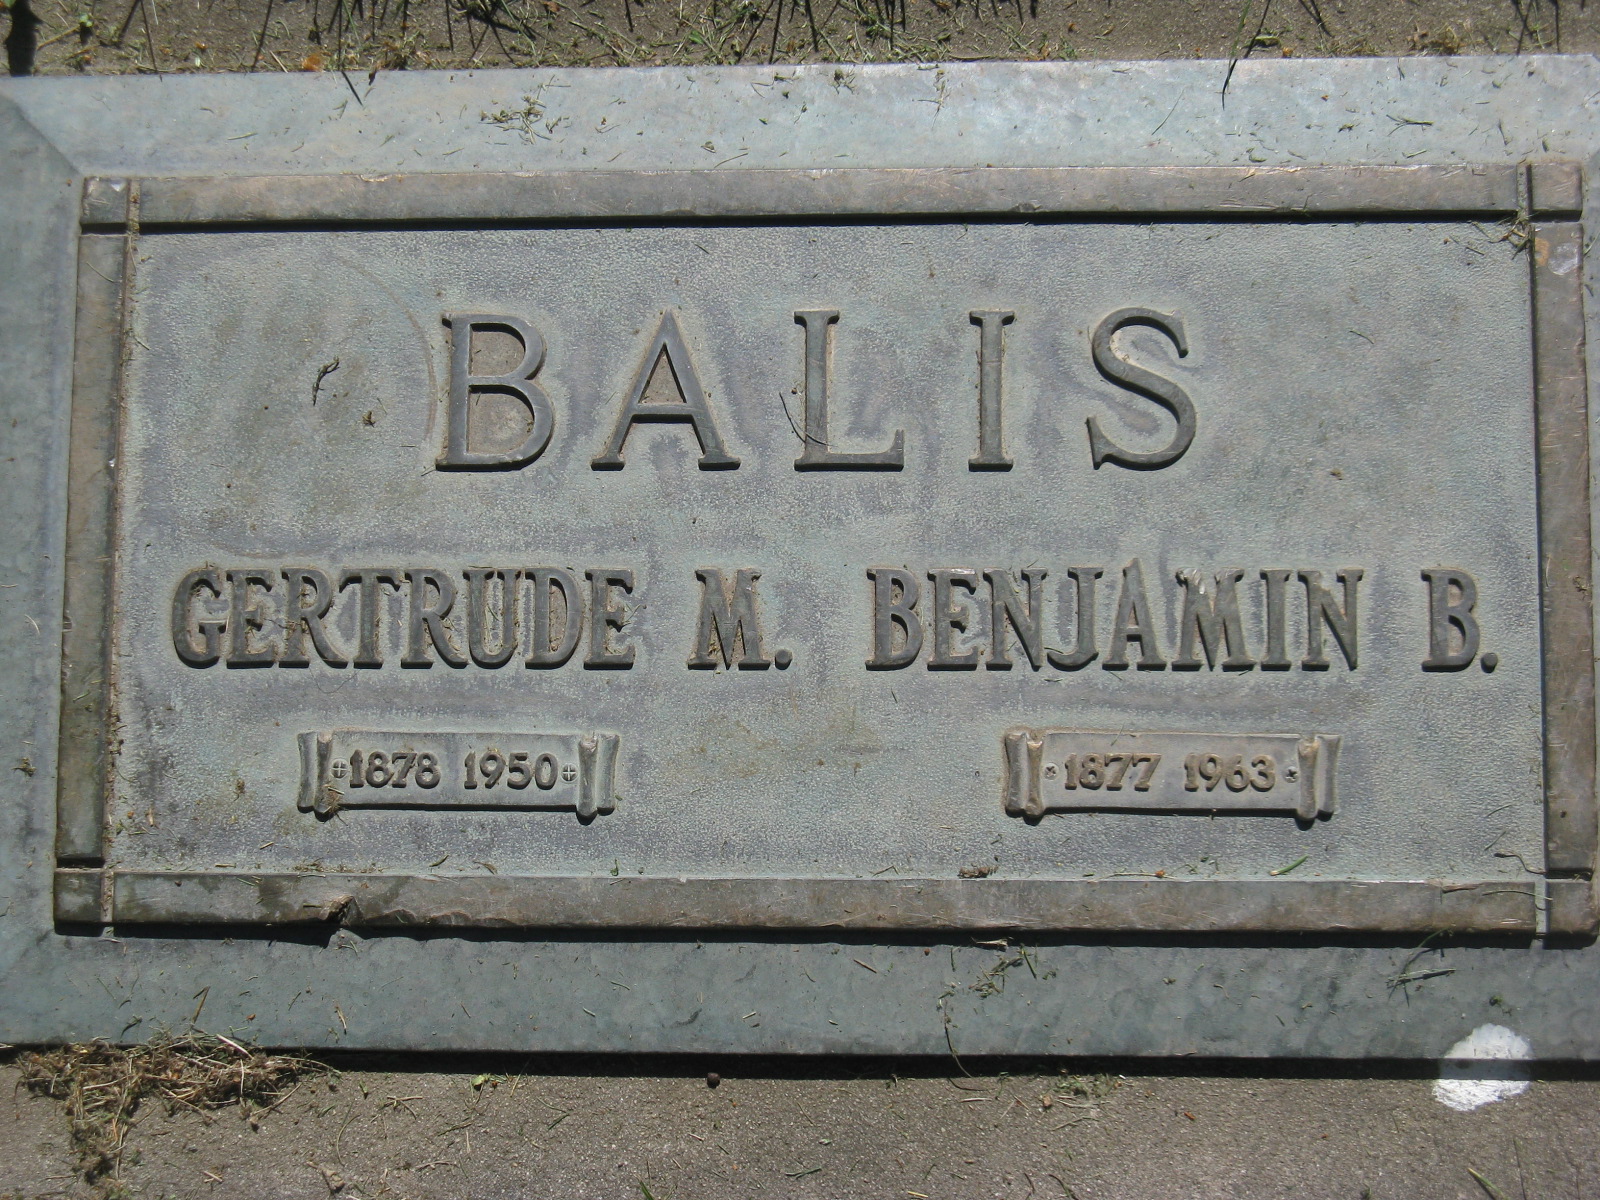 BALIS
GERTRUDE M. BENJAMIN B.
1878 1950 1877 1963